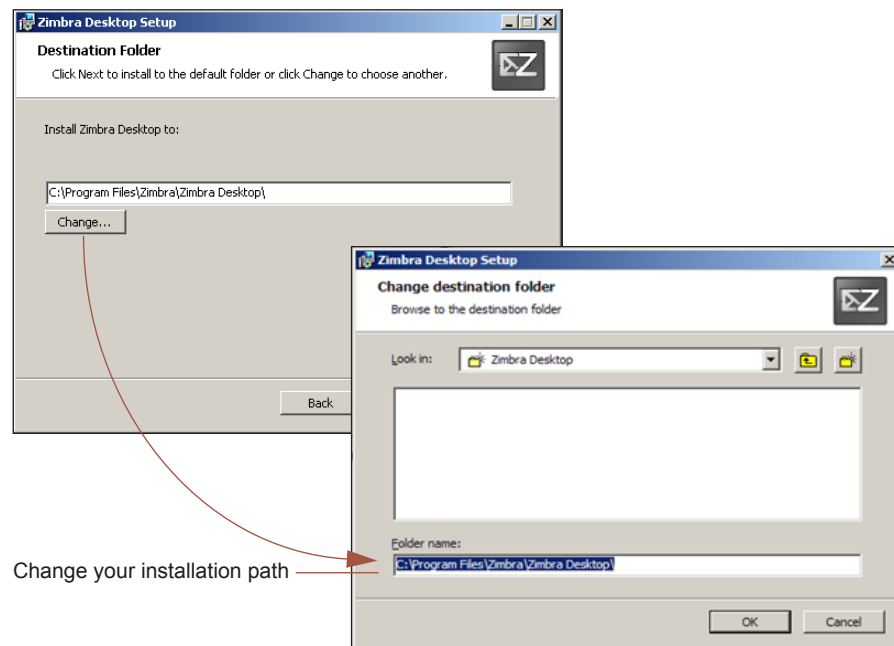 Zimbra Desktop Setup
Destination Folder
Click Next to install to the default folder or click Change to choose another.
Install Zimbra Desktop to:
C:\Program Files\Zimbra\Zimbra Desktop\
Change...
Back
Zimbra Desktop Setup
Change destination folder
Browse to the destination folder
Look in:
Zimbra Desktop
Folder name:
C:\Program Files\Zimbra\Zimbra Desktop\
OK
Cancel
Change your installation path